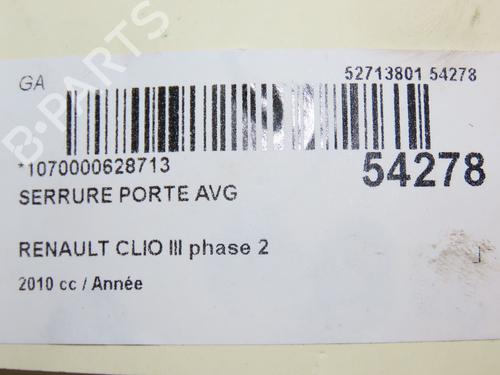 GA
52713801 54278
*1070000628713
54278
SERRURE PORTE AVG
RENAULT CLIO III phase 2
2010 cc / Année
B-PARTS